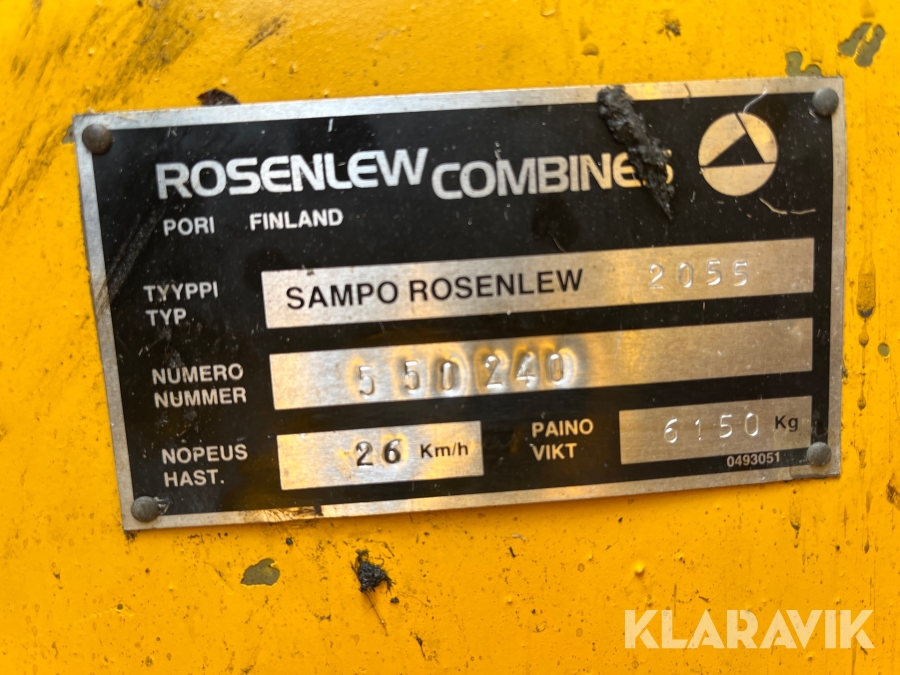 ROSENLEW COMBINES
PORI FINLAND
TYYPPI
TYP
SAMPO ROSENLEW 2055
NUMERO
NUMMER
550240
NOPEUS
HAST.
26 Km/h
PAINO
VIKT
6150 Kg
0493051
KLARAVIK